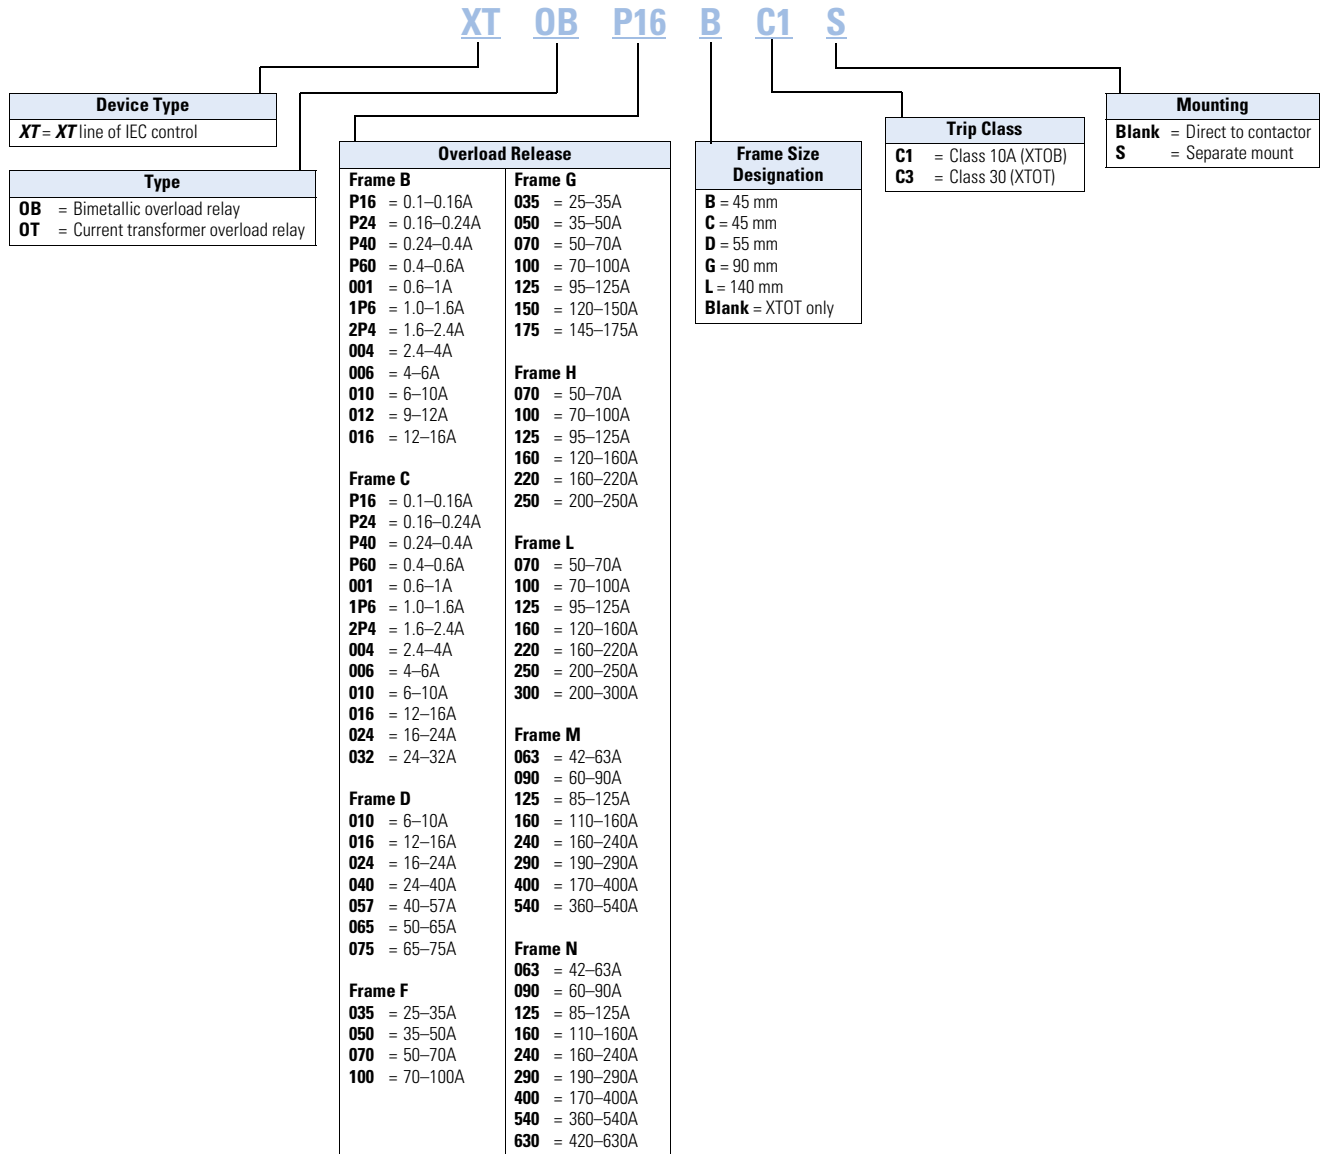 XT OB P16 B C1 S
Device Type
XT = XT line of IEC control
Type
OB = Bimetallic overload relay
OT = Current transformer overload relay
Overload Release
Frame B
P16 = 0.1–0.16A
P24 = 0.16–0.24A
P40 = 0.24–0.4A
P60 = 0.4–0.6A
001 = 0.6–1A
1P6 = 1.0–1.6A
2P4 = 1.6–2.4A
004 = 2.4–4A
006 = 4–6A
010 = 6–10A
012 = 9–12A
016 = 12–16A
Frame C
P16 = 0.1–0.16A
P24 = 0.16–0.24A
P40 = 0.24–0.4A
P60 = 0.4–0.6A
001 = 0.6–1A
1P6 = 1.0–1.6A
2P4 = 1.6–2.4A
004 = 2.4–4A
006 = 4–6A
010 = 6–10A
016 = 12–16A
024 = 16–24A
032 = 24–32A
Frame D
010 = 6–10A
016 = 12–16A
024 = 16–24A
040 = 24–40A
057 = 40–57A
065 = 50–65A
075 = 65–75A
Frame F
035 = 25–35A
050 = 35–50A
070 = 50–70A
100 = 70–100A
Frame G
035 = 25–35A
050 = 35–50A
070 = 50–70A
100 = 70–100A
125 = 95–125A
150 = 120–150A
175 = 145–175A
Frame H
070 = 50–70A
100 = 70–100A
125 = 95–125A
160 = 120–160A
220 = 160–220A
250 = 200–250A
Frame L
070 = 50–70A
100 = 70–100A
125 = 95–125A
160 = 120–160A
220 = 160–220A
250 = 200–250A
300 = 200–300A
Frame M
063 = 42–63A
090 = 60–90A
125 = 85–125A
160 = 110–160A
240 = 160–240A
290 = 190–290A
400 = 170–400A
540 = 360–540A
Frame N
063 = 42–63A
090 = 60–90A
125 = 85–125A
160 = 110–160A
240 = 160–240A
290 = 190–290A
400 = 170–400A
540 = 360–540A
630 = 420–630A
Frame Size
Designation
B = 45 mm
C = 45 mm
D = 55 mm
G = 90 mm
L = 140 mm
Blank = XTOT only
Trip Class
C1 = Class 10A (XTOB)
C3 = Class 30 (XTOT)
Mounting
Blank = Direct to contactor
S = Separate mount